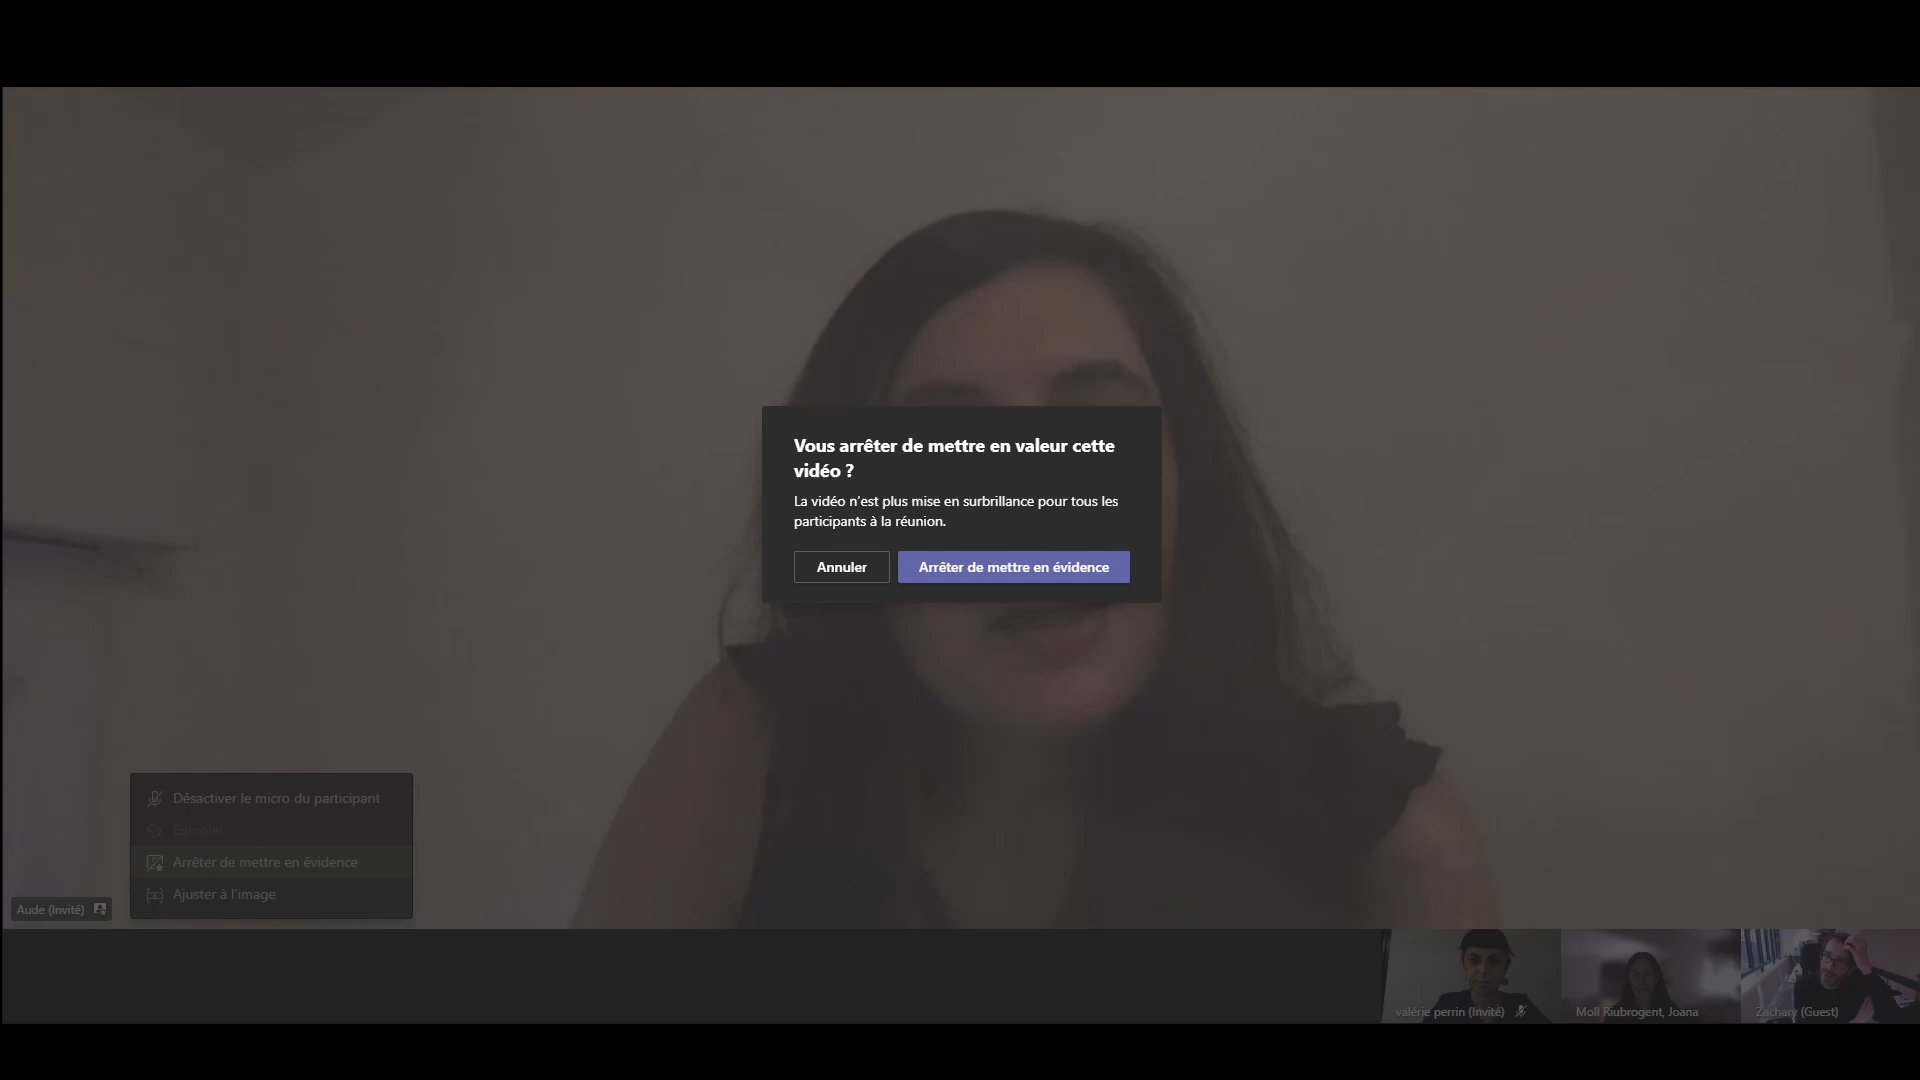 Vous arrêter de mettre en valeur cette
vidéo ?
La vidéo n’est plus mise en surbrillance pour tous les
participants à la réunion.
Annuler
Arrêter de mettre en évidence
Désactiver le micro du participant
Épingler
Arrêter de mettre en évidence
Ajuster à l'image
Aude (Invité)
valérie perrin (Invité)
Moll Riubrogent, Joana
Zachary (Guest)